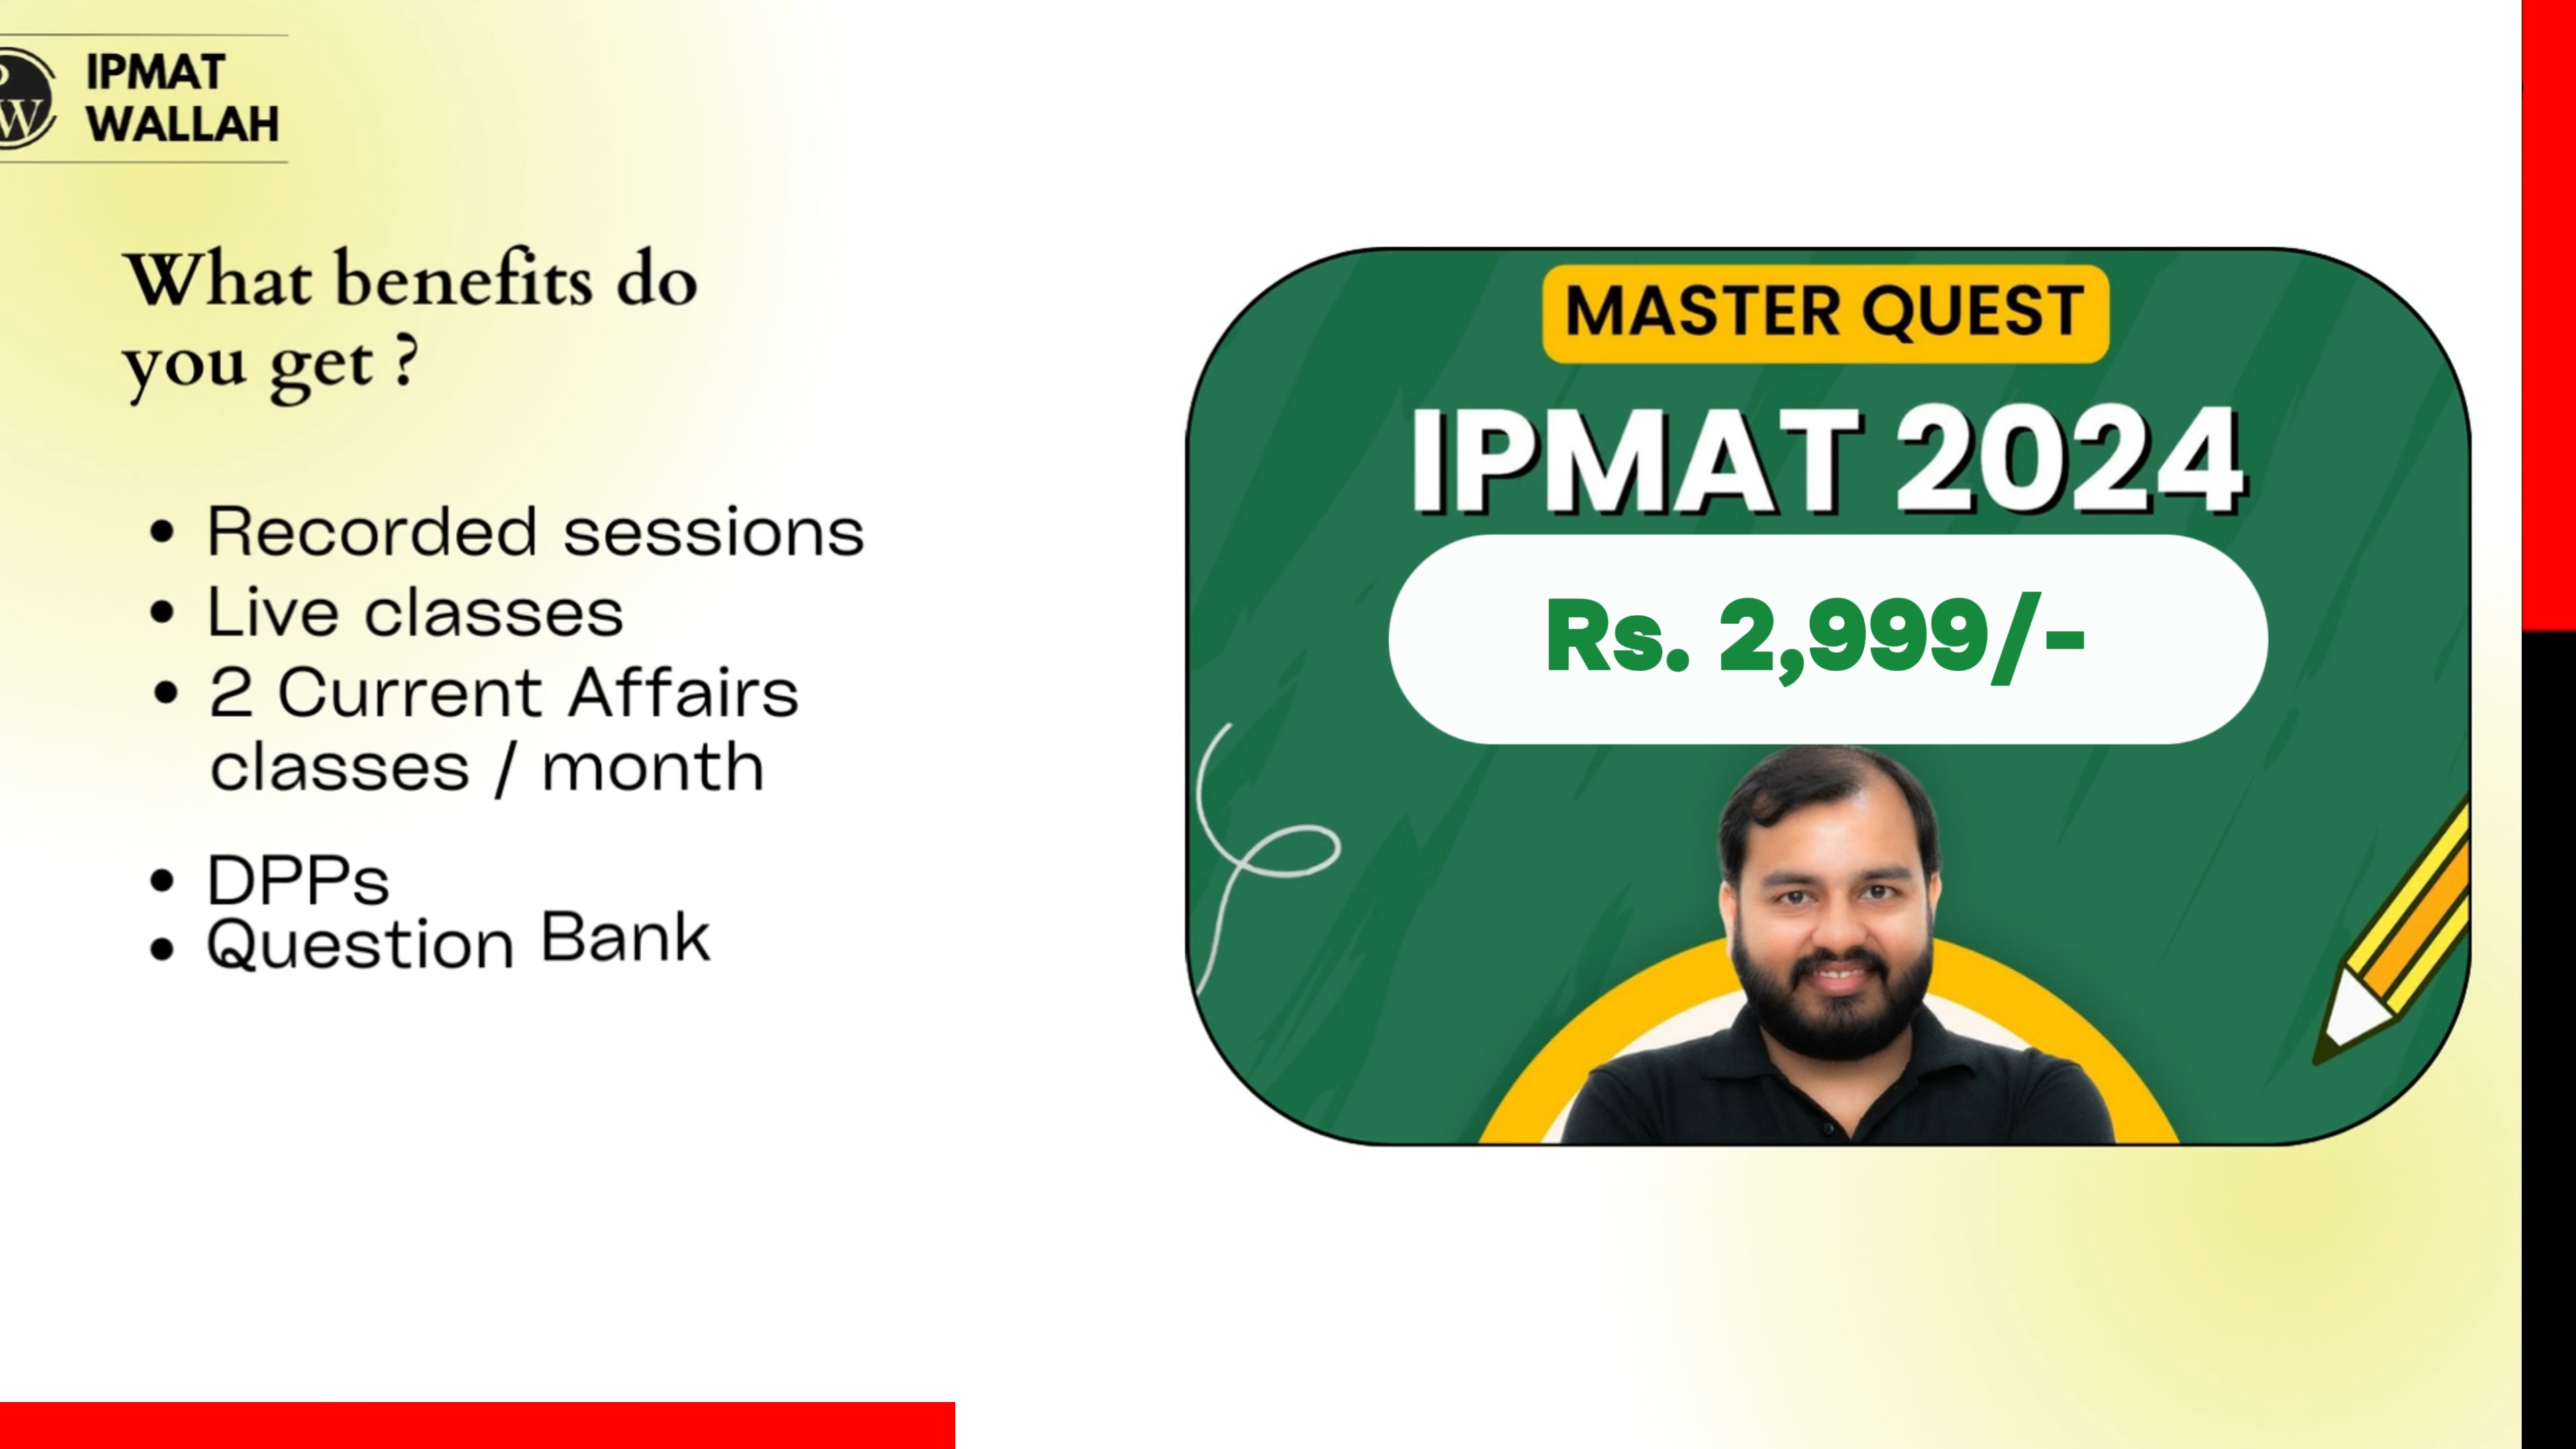 IPMAT
WALLAH
What benefits do
you get ?
• Recorded sessions
• Live classes
• 2 Current Affairs
classes / month
• DPPs
• Question Bank
MASTER QUEST
IPMAT 2024
Rs. 2,999/-